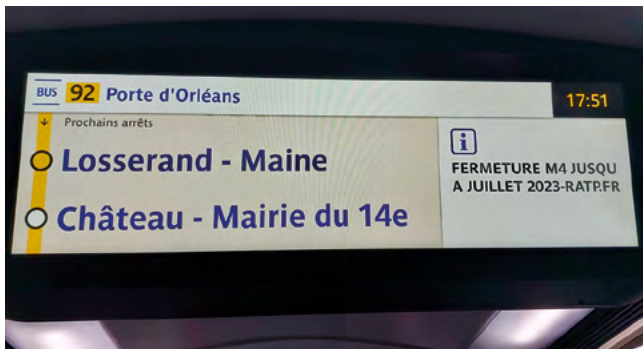 BUS 92 Porte d'Orléans
17:51
Prochains arrêts
Losserand - Maine
Château - Mairie du 14e
i
FERMETURE M4 JUSQU
A JUILLET 2023-RATP.FR